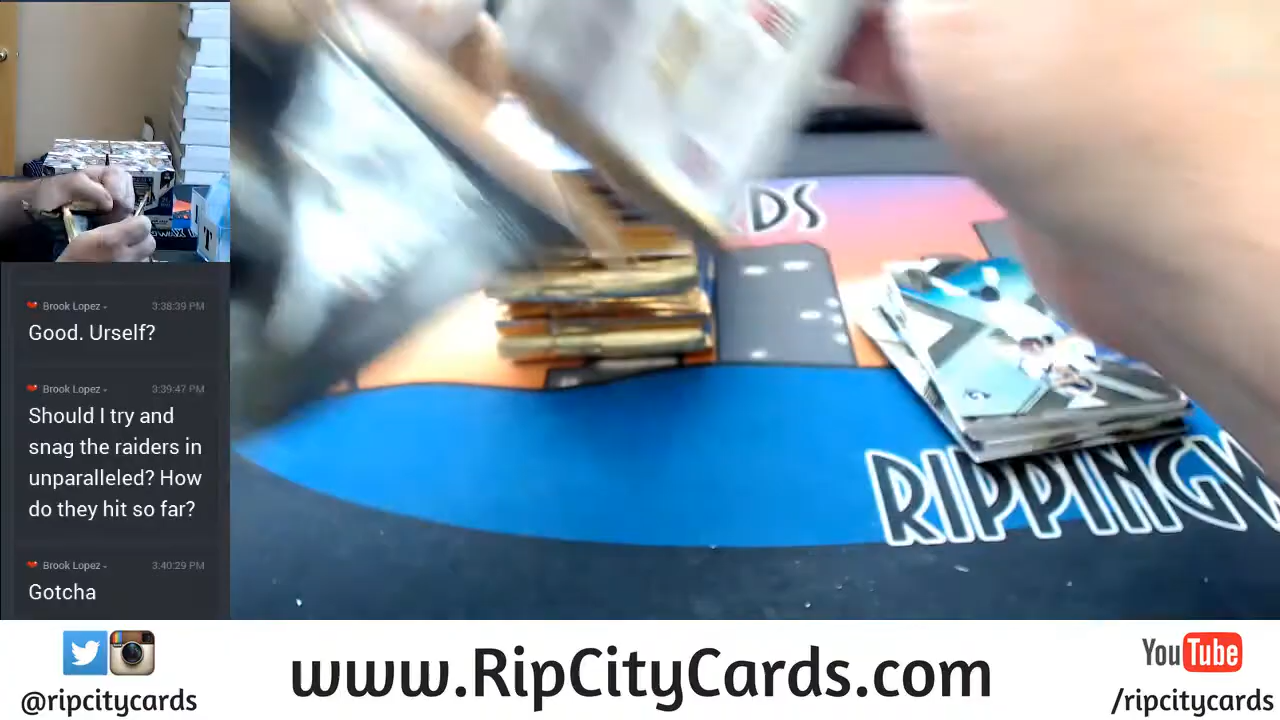 Brook Lopez -
3:38:39 PM
Good. Urself?
Brook Lopez -
3:39:47 PM
Should I try and
snag the raiders in
unparalleled? How
do they hit so far?
Brook Lopez -
3:40:29 PM
Gotcha
RDS
RIPPINGW
www.RipCityCards.com
@ripcitycards
YouTube
/ripcitycards